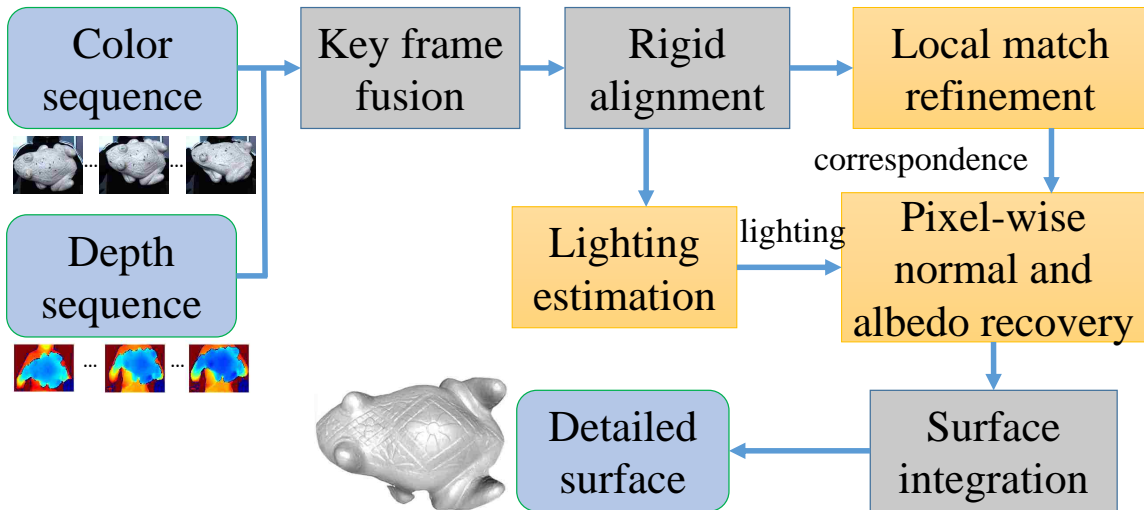 Color
sequence
... ...
Depth
sequence
... ...
Key frame
fusion
Rigid
alignment
Local match
refinement
correspondence
Lighting
estimation
lighting
Pixel-wise
normal and
albedo recovery
Surface
integration
Detailed
surface